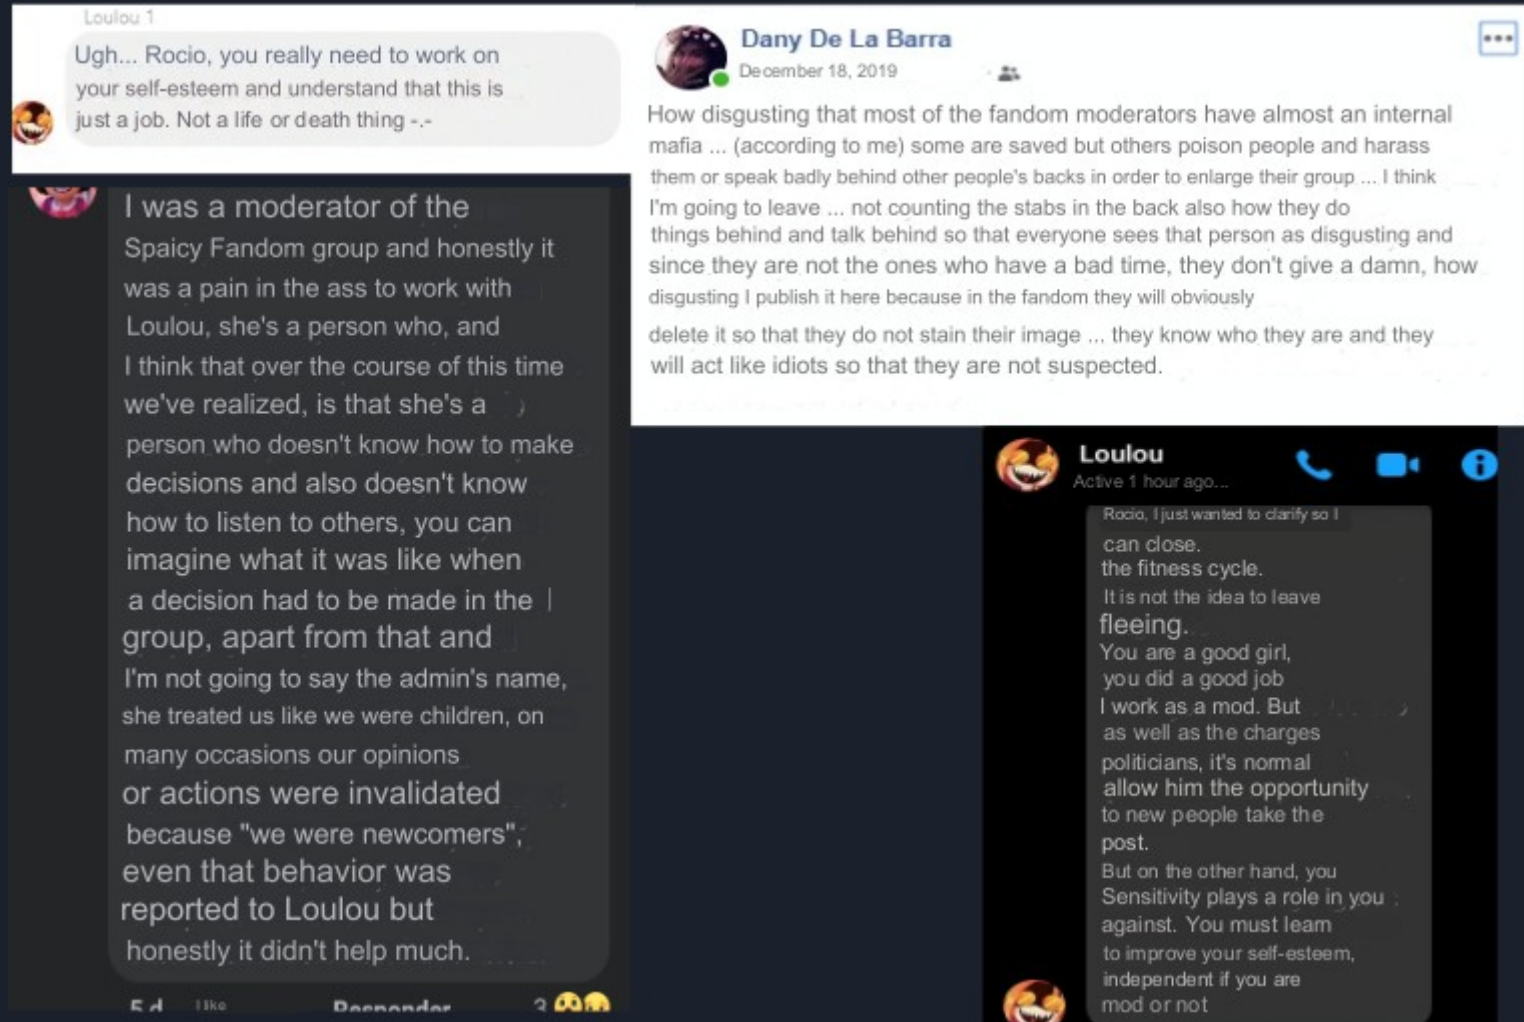 Loulou 1
Ugh... Rocio, you really need to work on
your self-esteem and understand that this is
just a job. Not a life or death thing -.-
I was a moderator of the
Spaicy Fandom group and honestly it
was a pain in the ass to work with
Loulou, she's a person who, and
I think that over the course of this time
we've realized, is that she's a
person who doesn't know how to make
decisions and also doesn't know
how to listen to others, you can
imagine what it was like when
a decision had to be made in the
group, apart from that and
I'm not going to say the admin's name,
she treated us like we were children, on
many occasions our opinions
or actions were invalidated
because "we were newcomers",
even that behavior was
reported to Loulou but
honestly it didn't help much.
5 d like Responder 3
Dany De La Barra
December 18, 2019
How disgusting that most of the fandom moderators have almost an internal
mafia ... (according to me) some are saved but others poison people and harass
them or speak badly behind other people's backs in order to enlarge their group ... I think
I'm going to leave ... not counting the stabs in the back also how they do
things behind and talk behind so that everyone sees that person as disgusting and
since they are not the ones who have a bad time, they don't give a damn, how
disgusting I publish it here because in the fandom they will obviously
delete it so that they do not stain their image ... they know who they are and they
will act like idiots so that they are not suspected.
Loulou
Active 1 hour ago...
Rocio, I just wanted to clarify so I
can close.
the fitness cycle.
It is not the idea to leave
fleeing.
You are a good girl,
you did a good job
I work as a mod. But
as well as the charges
politicians, it's normal
allow him the opportunity
to new people take the
post.
But on the other hand, you
Sensitivity plays a role in you
against. You must learn
to improve your self-esteem,
independent if you are
mod or not